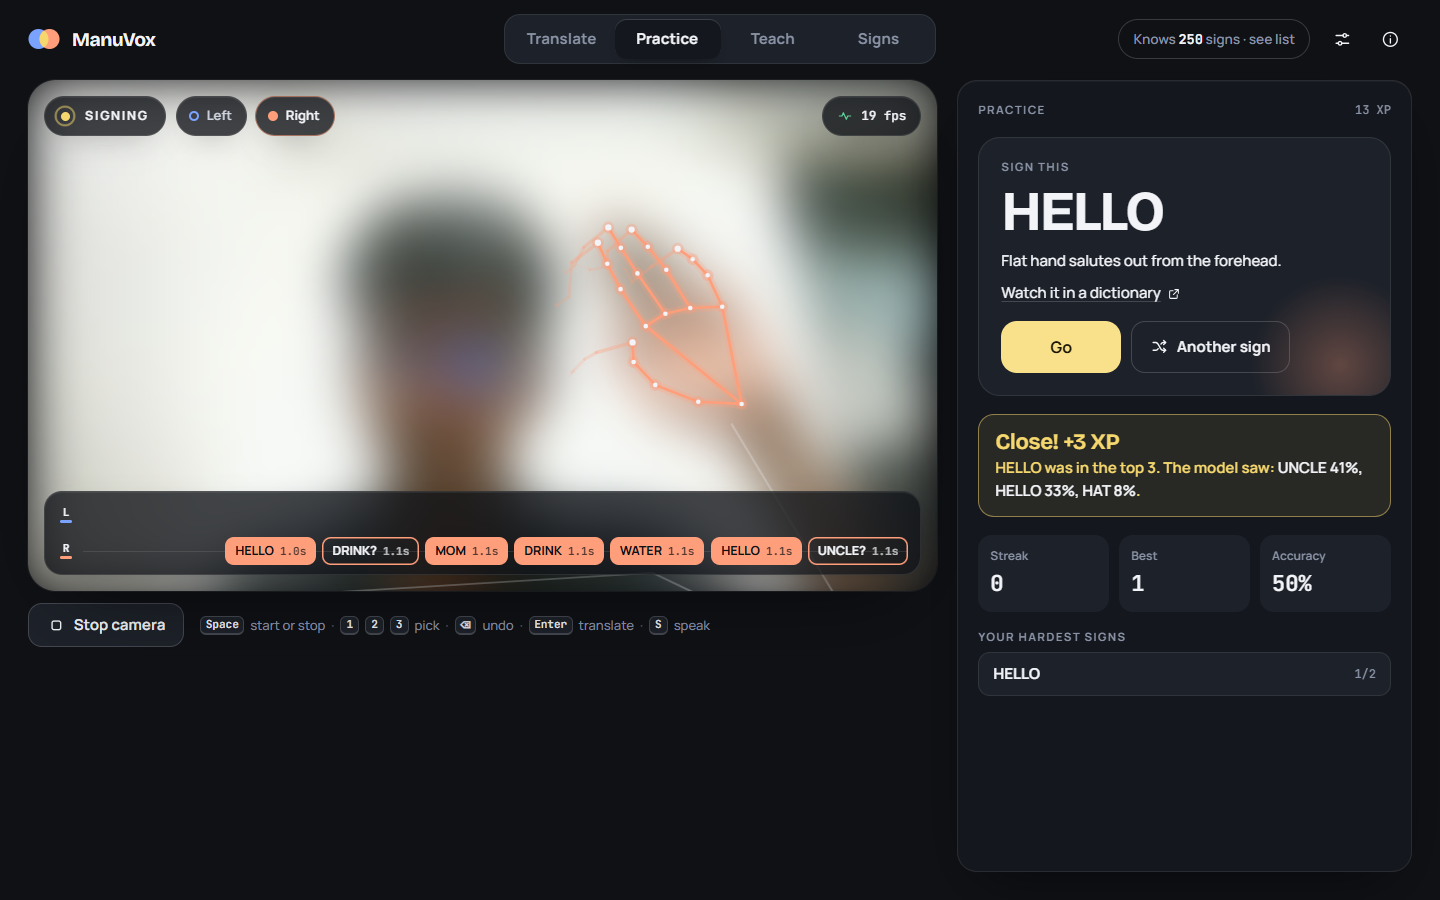 ManuVox
Translate
Practice
Teach
Signs
Knows 250 signs · see list
SIGNING
Left
Right
19 fps
L
R
HELLO 1.0s
DRINK? 1.1s
MOM 1.1s
DRINK 1.1s
WATER 1.1s
HELLO 1.1s
UNCLE? 1.1s
Stop camera
Space start or stop · 1 2 3 pick · ⌫ undo · Enter translate · S speak
PRACTICE
13 XP
SIGN THIS
HELLO
Flat hand salutes out from the forehead.
Watch it in a dictionary
Go
Another sign
Close! +3 XP
HELLO was in the top 3. The model saw: UNCLE 41%,
HELLO 33%, HAT 8%.
Streak
0
Best
1
Accuracy
50%
YOUR HARDEST SIGNS
HELLO
1/2